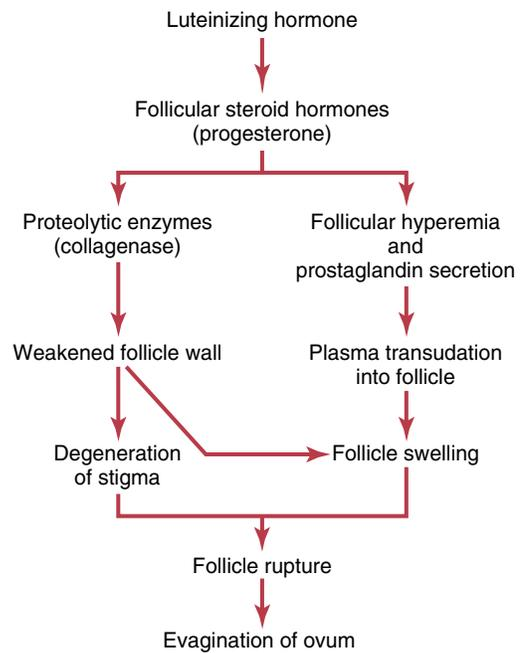 Luteinizing hormone
Follicular steroid hormones
(progesterone)
Proteolytic enzymes
(collagenase)
Follicular hyperemia
and
prostaglandin secretion
Weakened follicle wall
Plasma transudation
into follicle
Degeneration
of stigma
Follicle swelling
Follicle rupture
Evagination of ovum